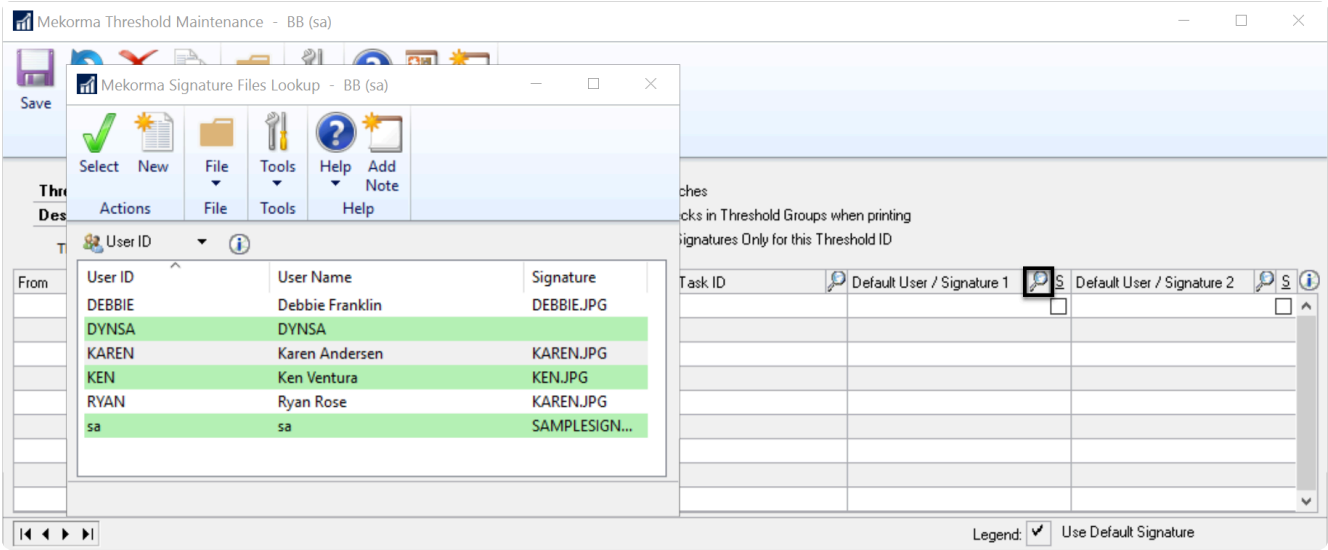 Mekorma Threshold Maintenance - BB (sa)
Save
Mekorma Signature Files Lookup - BB (sa)
Select New File Tools Help Add Note
Actions File Tools Help
Thre
Des
T
ches
cks in Threshold Groups when printing
Signatures Only for this Threshold ID
User ID
From Task ID Default User / Signature 1 S Default User / Signature 2 S
User ID User Name Signature
DEBBIE Debbie Franklin DEBBIE.JPG
DYNSA DYNSA
KAREN Karen Andersen KAREN.JPG
KEN Ken Ventura KEN.JPG
RYAN Ryan Rose KAREN.JPG
sa sa SAMPLESIGN...
Legend: Use Default Signature